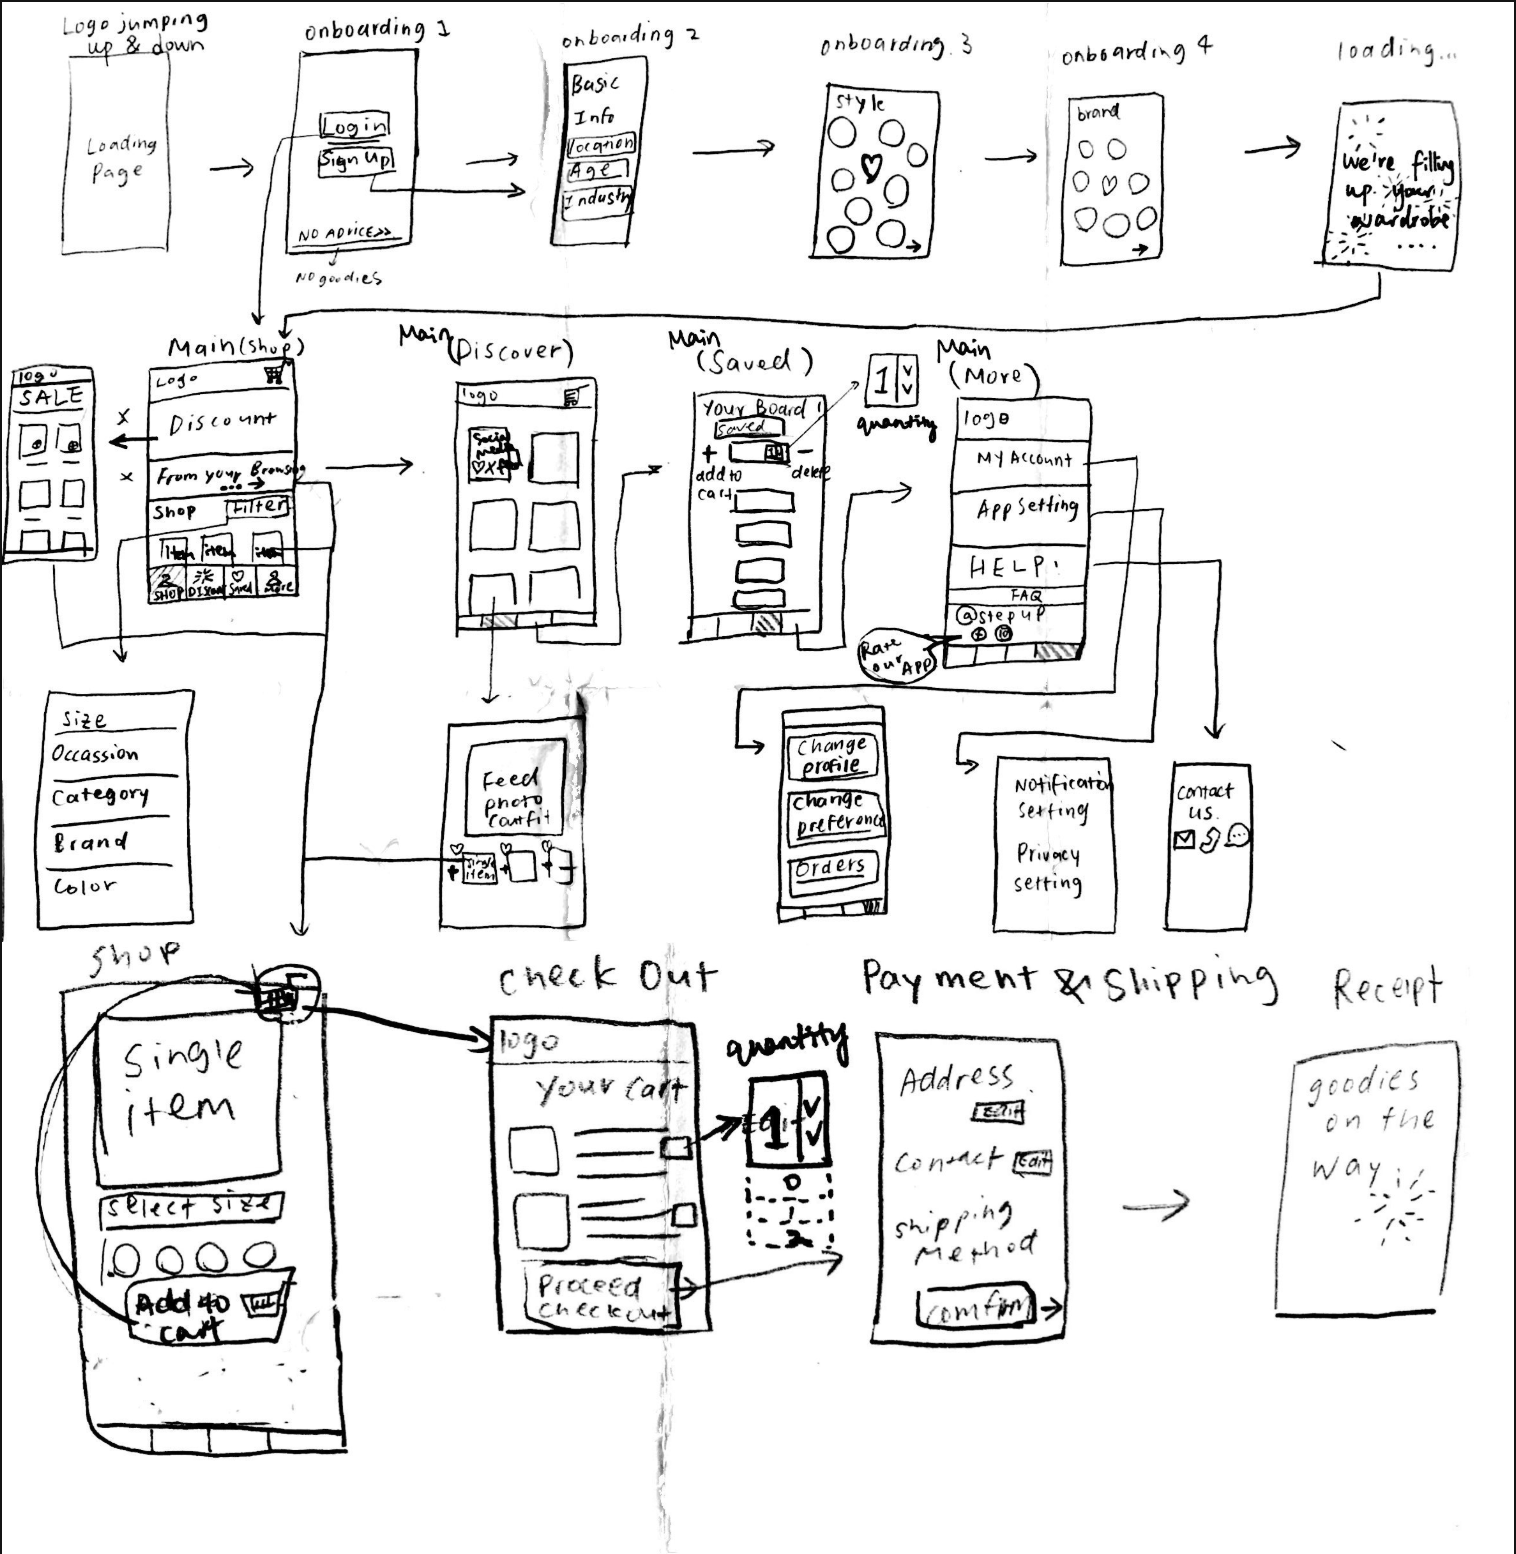 Logo jumping
up & down
Loading
Page
onboarding 1
Login
Sign Up
NO ADVICE>>
NO goodies
onboarding 2
Basic
Info
location
Age
Industry
onboarding 3
style
onboarding 4
brand
loading...
we're filling
up your
wardrobe
....
logo
SALE
Main (shop)
Logo
Discount
x
x
From your Browsing
...
Shop
Filter
Item
item
item
SHOP
Saved
More
Main
(Discover)
logo
Social
media
Main
(Saved)
Your Board
Saved
+
add to
cart
-
delete
1
quantity
Main
(More)
logo
My Account
App Setting
HELP!
FAQ
@stepup
Rate
our APP
Size
Occassion
Category
Brand
Color
Feed
photo
(outfit
+
single
item
+
+
Change
profile
Change
preference
Orders
Notification
Setting
Privacy
setting
Contact
us.
Shop
Single
item
select size
Add to
cart
Check Out
logo
your cart
Proceed
checkout
quantity
1
0
1
2
Payment & Shipping
Address
Edit
Contact
Edit
shipping
Method
comfirm
Receipt
goodies
on the
way